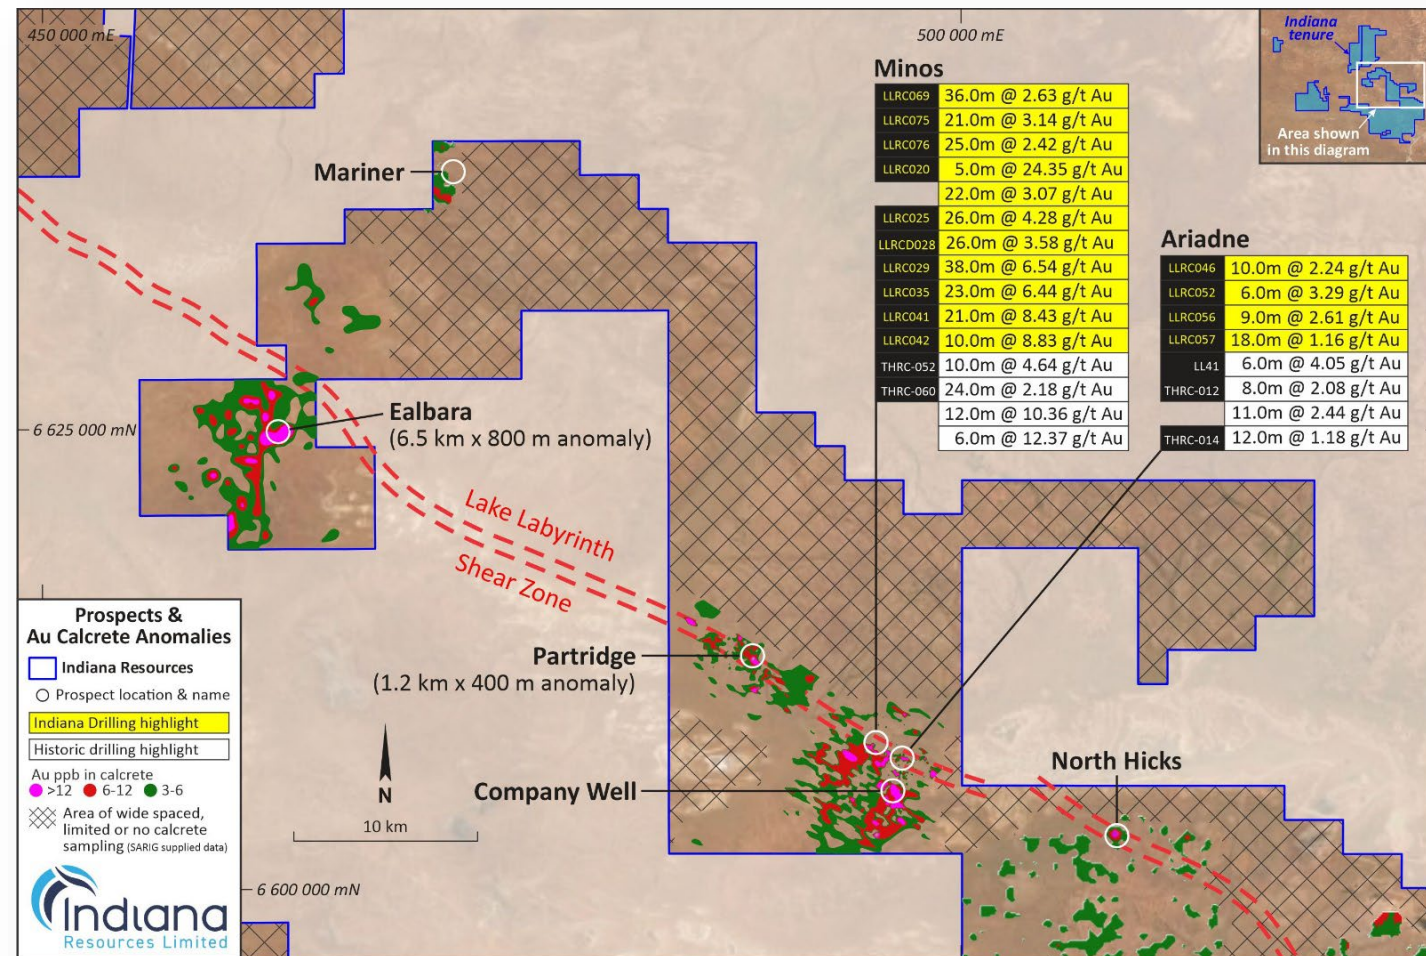 450 000 mE
500 000 mE
Indiana
tenure
Area shown
in this diagram
Minos
LLRC069 36.0m @ 2.63 g/t Au
LLRC075 21.0m @ 3.14 g/t Au
LLRC076 25.0m @ 2.42 g/t Au
LLRC020 5.0m @ 24.35 g/t Au
22.0m @ 3.07 g/t Au
LLRC025 26.0m @ 4.28 g/t Au
LLRCD028 26.0m @ 3.58 g/t Au
LLRC029 38.0m @ 6.54 g/t Au
LLRC035 23.0m @ 6.44 g/t Au
LLRC041 21.0m @ 8.43 g/t Au
LLRC042 10.0m @ 8.83 g/t Au
THRC-052 10.0m @ 4.64 g/t Au
THRC-060 24.0m @ 2.18 g/t Au
12.0m @ 10.36 g/t Au
6.0m @ 12.37 g/t Au
Ariadne
LLRC046 10.0m @ 2.24 g/t Au
LLRC052 6.0m @ 3.29 g/t Au
LLRC056 9.0m @ 2.61 g/t Au
LLRC057 18.0m @ 1.16 g/t Au
LL41 6.0m @ 4.05 g/t Au
THRC-012 8.0m @ 2.08 g/t Au
11.0m @ 2.44 g/t Au
THRC-014 12.0m @ 1.18 g/t Au
Mariner
Ealbara
(6.5 km x 800 m anomaly)
6 625 000 mN
Lake Labyrinth
Shear Zone
Partridge
(1.2 km x 400 m anomaly)
North Hicks
Company Well
N
10 km
6 600 000 mN
Prospects &
Au Calcrete Anomalies
Indiana Resources
Prospect location & name
Indiana Drilling highlight
Historic drilling highlight
Au ppb in calcrete
>12 6-12 3-6
Area of wide spaced,
limited or no calcrete
sampling (SARIG supplied data)
Indiana
Resources Limited